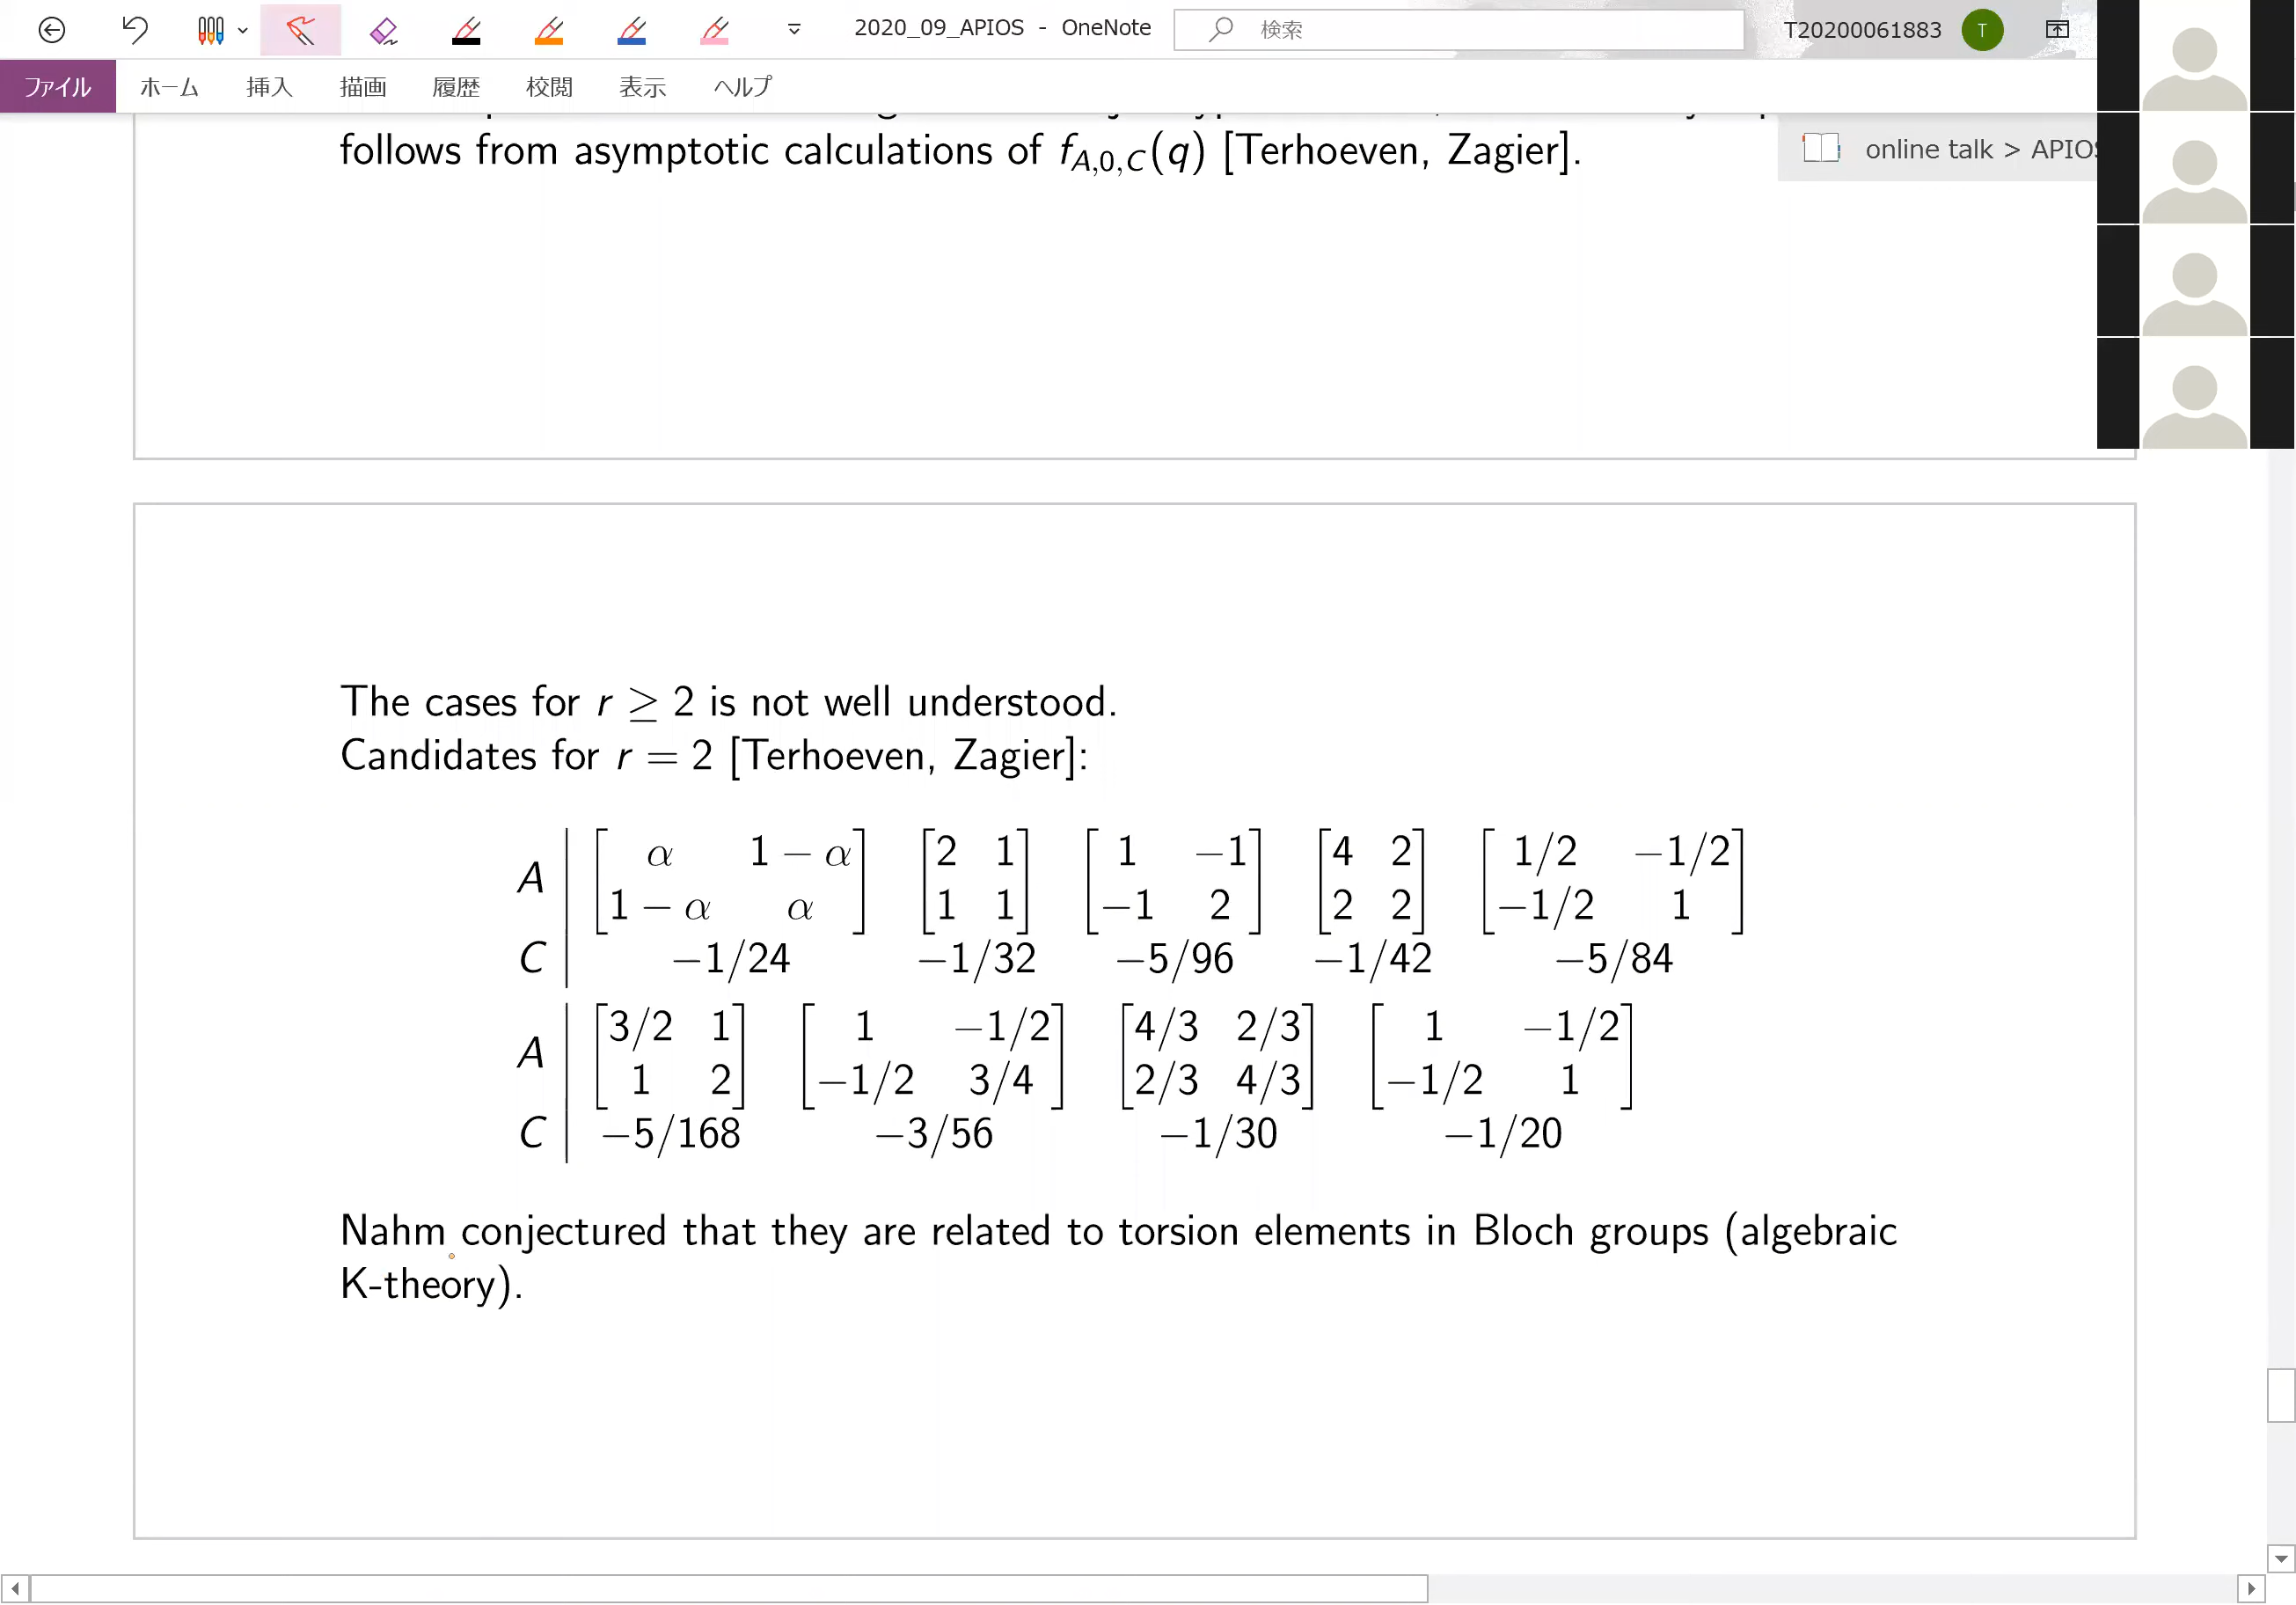 2020_09_APIOS - OneNote
検索
T20200061883
T
ファイル ホーム 挿入 描画 履歴 校閲 表示 ヘルプ
follows from asymptotic calculations of f_{A,0,C}(q) [Terhoeven, Zagier].
online talk > APIOS
The cases for r ≥ 2 is not well understood.
Candidates for r = 2 [Terhoeven, Zagier]:
A | [α 1 − α; 1 − α α] [2 1; 1 1] [1 −1; −1 2] [4 2; 2 2] [1/2 −1/2; −1/2 1]
C | −1/24 −1/32 −5/96 −1/42 −5/84
A | [3/2 1; 1 2] [1 −1/2; −1/2 3/4] [4/3 2/3; 2/3 4/3] [1 −1/2; −1/2 1]
C | −5/168 −3/56 −1/30 −1/20
Nahm conjectured that they are related to torsion elements in Bloch groups (algebraic
K-theory).